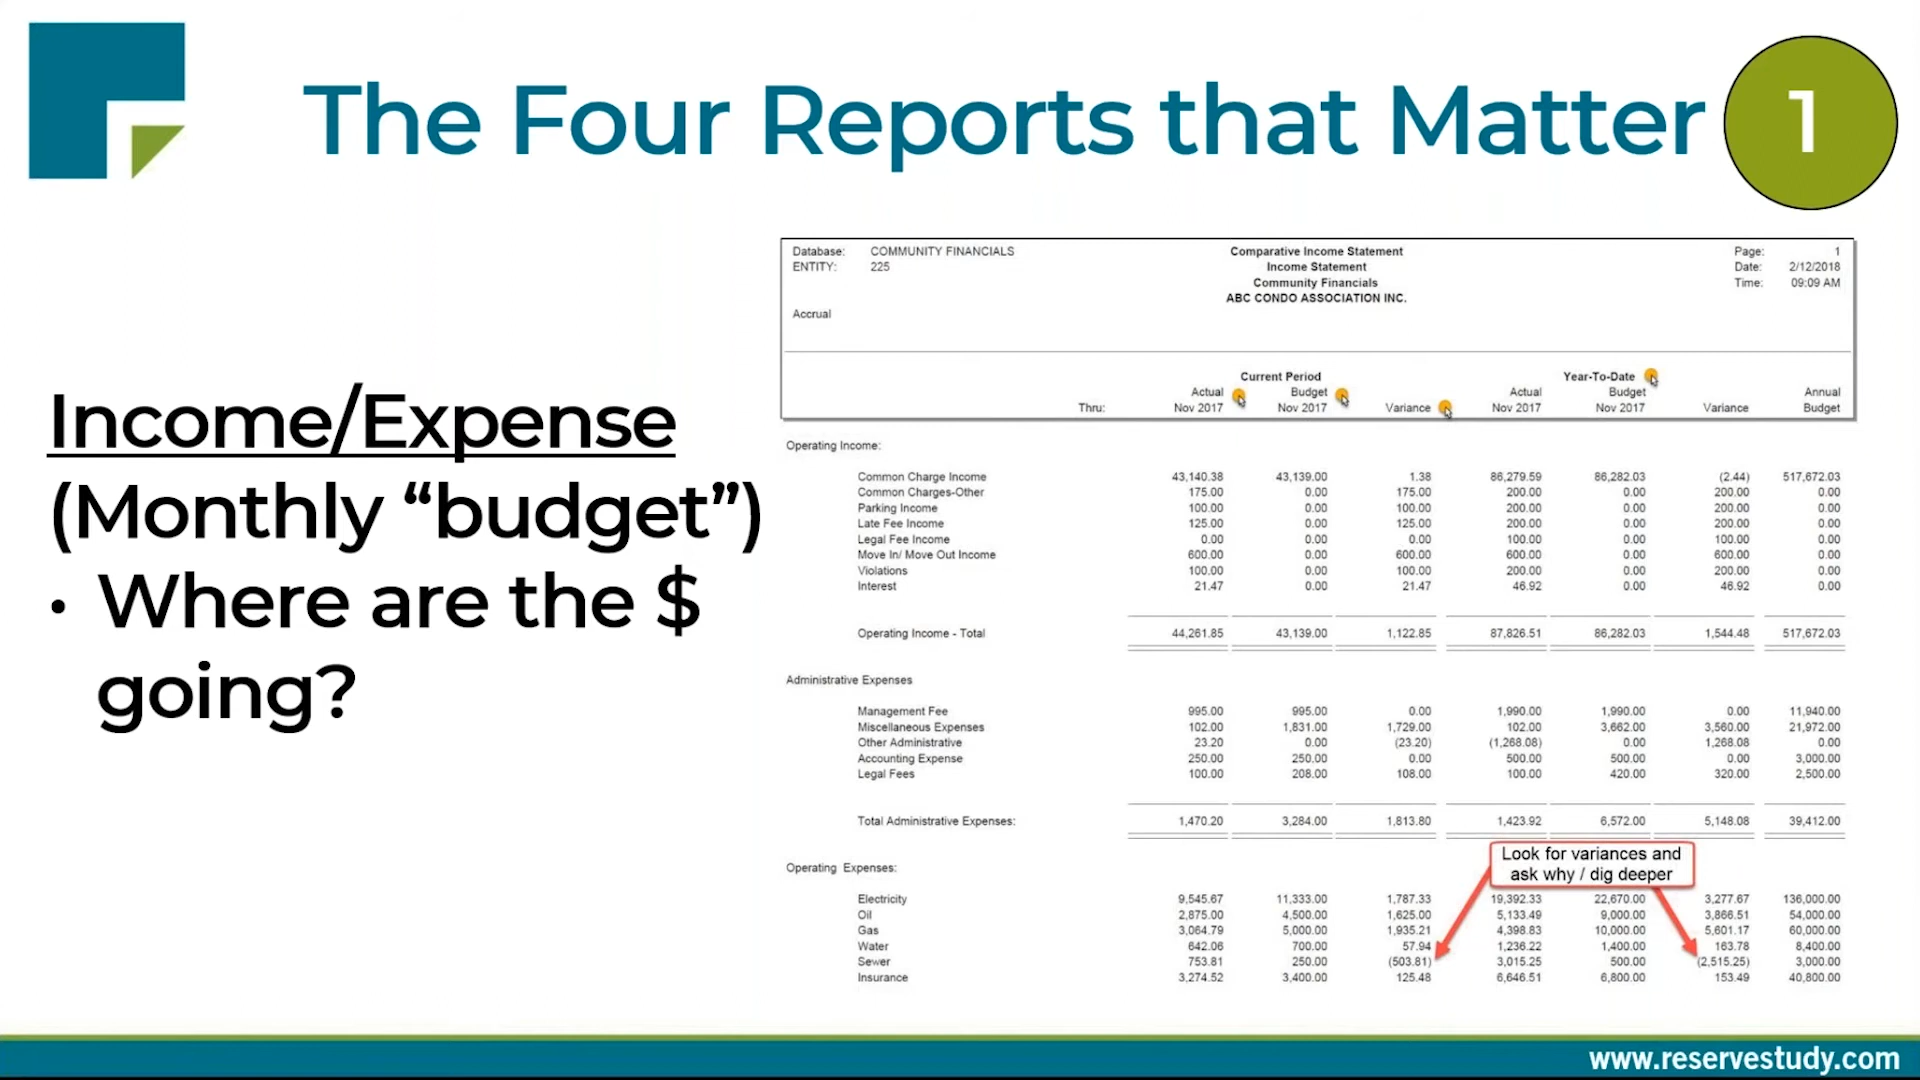 The Four Reports that Matter
1
Income/Expense
(Monthly “budget”)
• Where are the $
going?
Database: COMMUNITY FINANCIALS Comparative Income Statement Page: 1
ENTITY: 225 Income Statement Date: 2/12/2018
Community Financials Time: 09:09 AM
ABC CONDO ASSOCIATION INC.
Accrual
Current Period Year-To-Date
Actual Budget Actual Budget Annual
Thru: Nov 2017 Nov 2017 Variance Nov 2017 Nov 2017 Variance Budget
Operating Income:
Common Charge Income 43,140.38 43,139.00 1.38 86,279.59 86,282.03 (2.44) 517,672.03
Common Charges-Other 175.00 0.00 175.00 200.00 0.00 200.00 0.00
Parking Income 100.00 0.00 100.00 200.00 0.00 200.00 0.00
Late Fee Income 125.00 0.00 125.00 200.00 0.00 200.00 0.00
Legal Fee Income 0.00 0.00 0.00 100.00 0.00 100.00 0.00
Move In/ Move Out Income 600.00 0.00 600.00 600.00 0.00 600.00 0.00
Violations 100.00 0.00 100.00 200.00 0.00 200.00 0.00
Interest 21.47 0.00 21.47 46.92 0.00 46.92 0.00
Operating Income - Total 44,261.85 43,139.00 1,122.85 87,826.51 86,282.03 1,544.48 517,672.03
Administrative Expenses
Management Fee 995.00 995.00 0.00 1,990.00 1,990.00 0.00 11,940.00
Miscellaneous Expenses 102.00 1,831.00 1,729.00 102.00 3,662.00 3,560.00 21,972.00
Other Administrative 23.20 0.00 (23.20) (1,268.08) 0.00 1,268.08 0.00
Accounting Expense 250.00 250.00 0.00 500.00 500.00 0.00 3,000.00
Legal Fees 100.00 208.00 108.00 100.00 420.00 320.00 2,500.00
Total Administrative Expenses: 1,470.20 3,284.00 1,813.80 1,423.92 6,572.00 5,148.08 39,412.00
Look for variances and
ask why / dig deeper
Operating Expenses:
Electricity 9,545.67 11,333.00 1,787.33 19,392.33 22,670.00 3,277.67 136,000.00
Oil 2,875.00 4,500.00 1,625.00 5,133.49 9,000.00 3,866.51 54,000.00
Gas 3,064.79 5,000.00 1,935.21 4,398.83 10,000.00 5,601.17 60,000.00
Water 642.06 700.00 57.94 1,236.22 1,400.00 163.78 8,400.00
Sewer 753.81 250.00 (503.81) 3,015.25 500.00 (2,515.25) 3,000.00
Insurance 3,274.52 3,400.00 125.48 6,646.51 6,800.00 153.49 40,800.00
www.reservestudy.com